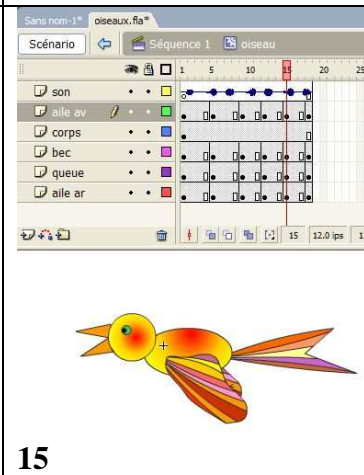 Sans nom-1* oiseaux.fla*
Scénario Séquence 1 oiseau
1 5 10 15 20 25
son
aile av
corps
bec
queue
aile ar
15 12.0 ips 1
15